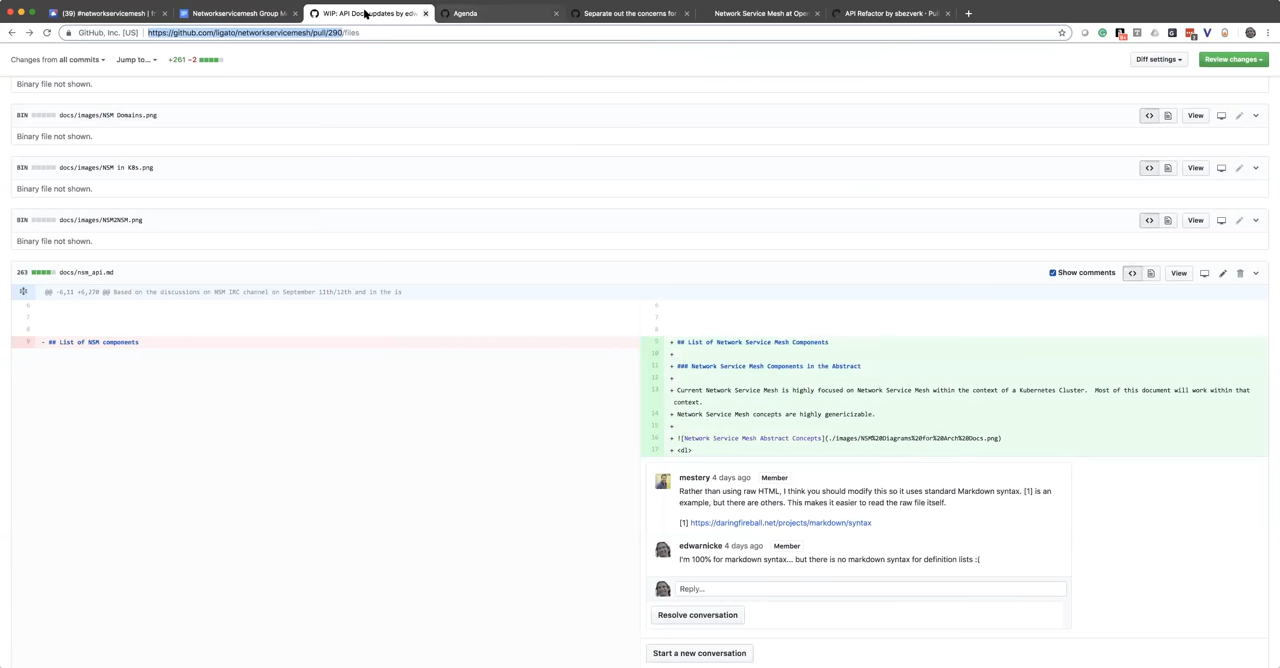 (39) #networkservicemesh | fr
Networkservicemesh Group Me
WIP: API Doc updates by edw
Agenda
Separate out the concerns for
Network Service Mesh at Open
API Refactor by sbezverk · Pull
GitHub, Inc. [US] | https://github.com/ligato/networkservicemesh/pull/290/files
Changes from all commits
Jump to...
+261 −2
Diff settings
Review changes
Binary file not shown.
BIN docs/images/NSM Domains.png
View
Binary file not shown.
BIN docs/images/NSM in K8s.png
View
Binary file not shown.
BIN docs/images/NSM2NSM.png
View
Binary file not shown.
263 docs/nsm_api.md
Show comments
View
@@ -6,11 +6,270 @@ Based on the discussions on NSM IRC channel on September 11th/12th and in the is
6 6
7 7
8 8
9 - ## List of NSM components
9 + ## List of Network Service Mesh Components
10 +
11 + ### Network Service Mesh Components in the Abstract
12 +
13 + Current Network Service Mesh is highly focused on Network Service Mesh within the context of a Kubernetes Cluster. Most of this document will work within that
context.
14 + Network Service Mesh concepts are highly genericizable.
15 +
16 + ![Network Service Mesh Abstract Concepts](./images/NSM%20Diagrams%20for%20Arch%20Docs.png)
17 + <dl>
mestery 4 days ago Member
Rather than using raw HTML, I think you should modify this so it uses standard Markdown syntax. [1] is an
example, but there are others. This makes it easier to read the raw file itself.
[1] https://daringfireball.net/projects/markdown/syntax
edwarnicke 4 days ago Member
I'm 100% for markdown syntax... but there is no markdown syntax for definition lists :(
Reply...
Resolve conversation
Start a new conversation